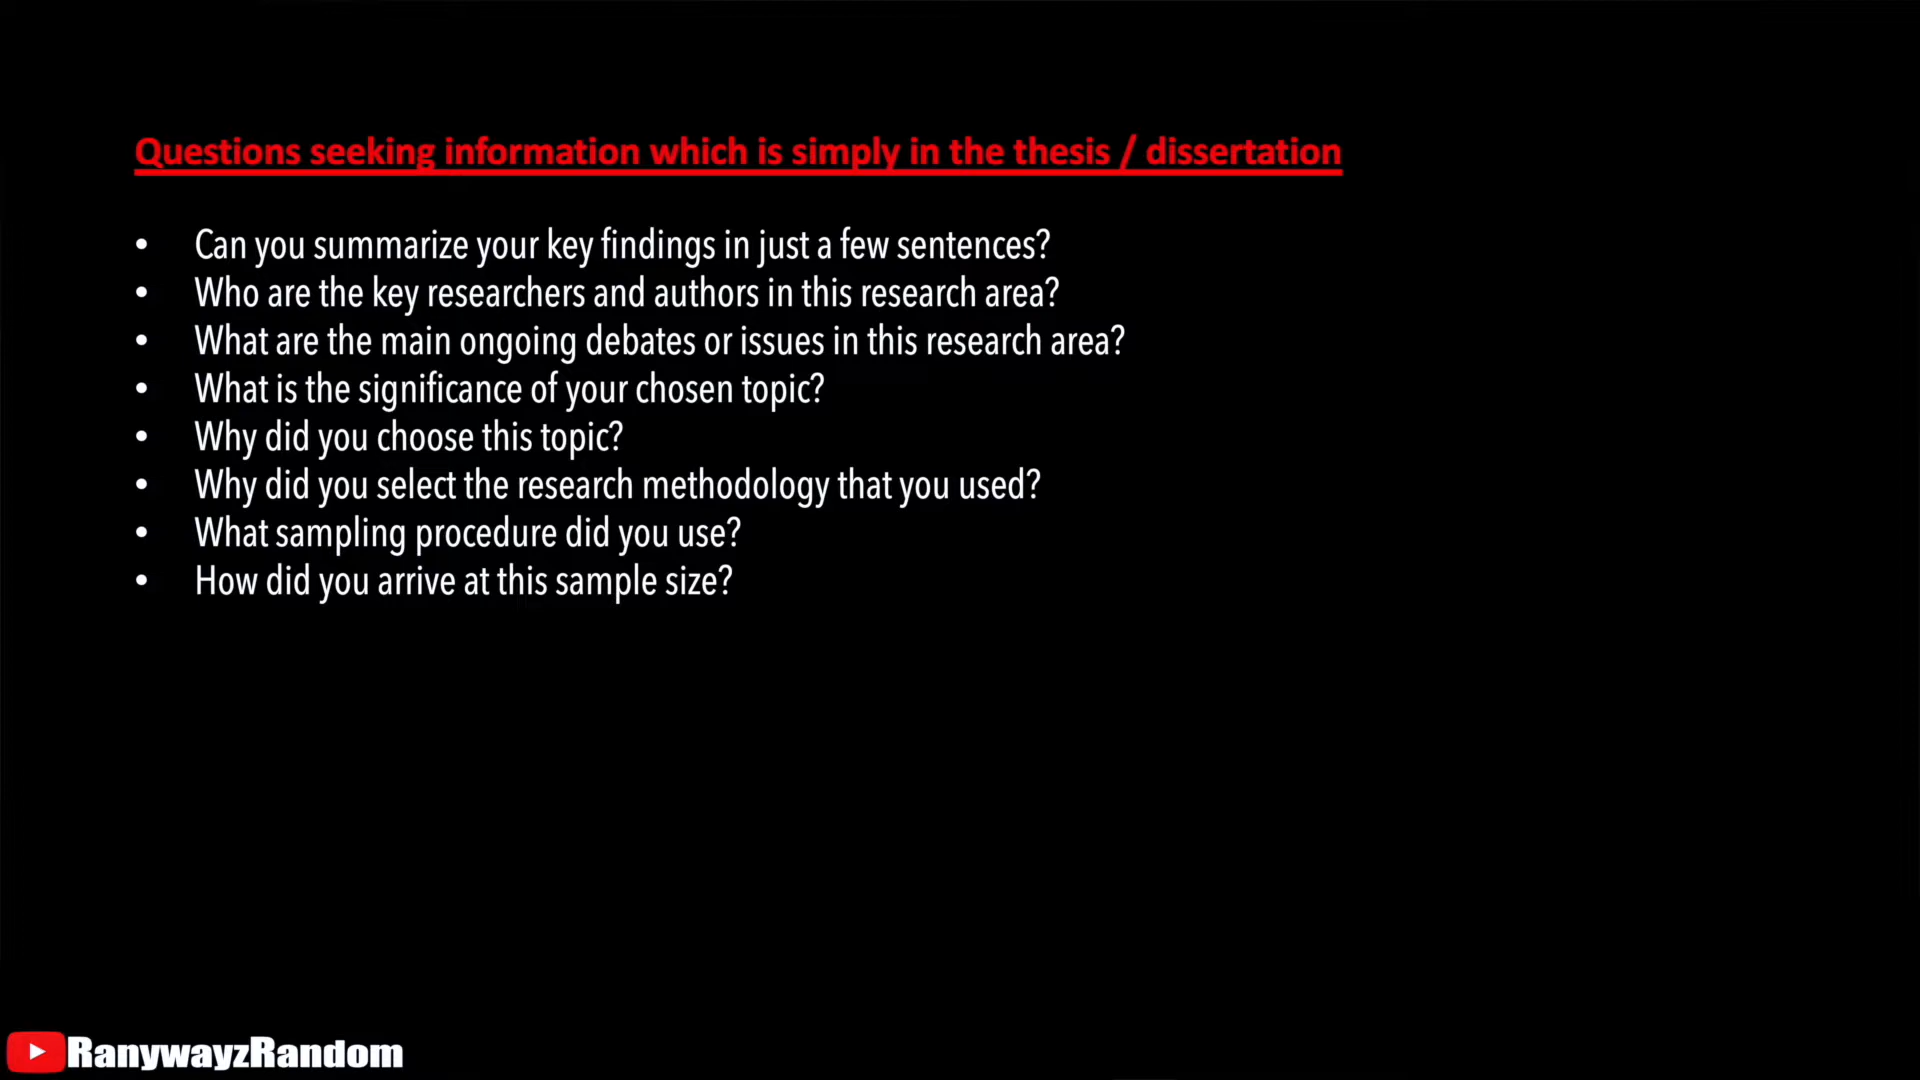 Questions seeking information which is simply in the thesis / dissertation
• Can you summarize your key findings in just a few sentences?
• Who are the key researchers and authors in this research area?
• What are the main ongoing debates or issues in this research area?
• What is the significance of your chosen topic?
• Why did you choose this topic?
• Why did you select the research methodology that you used?
• What sampling procedure did you use?
• How did you arrive at this sample size?
RanywayzRandom